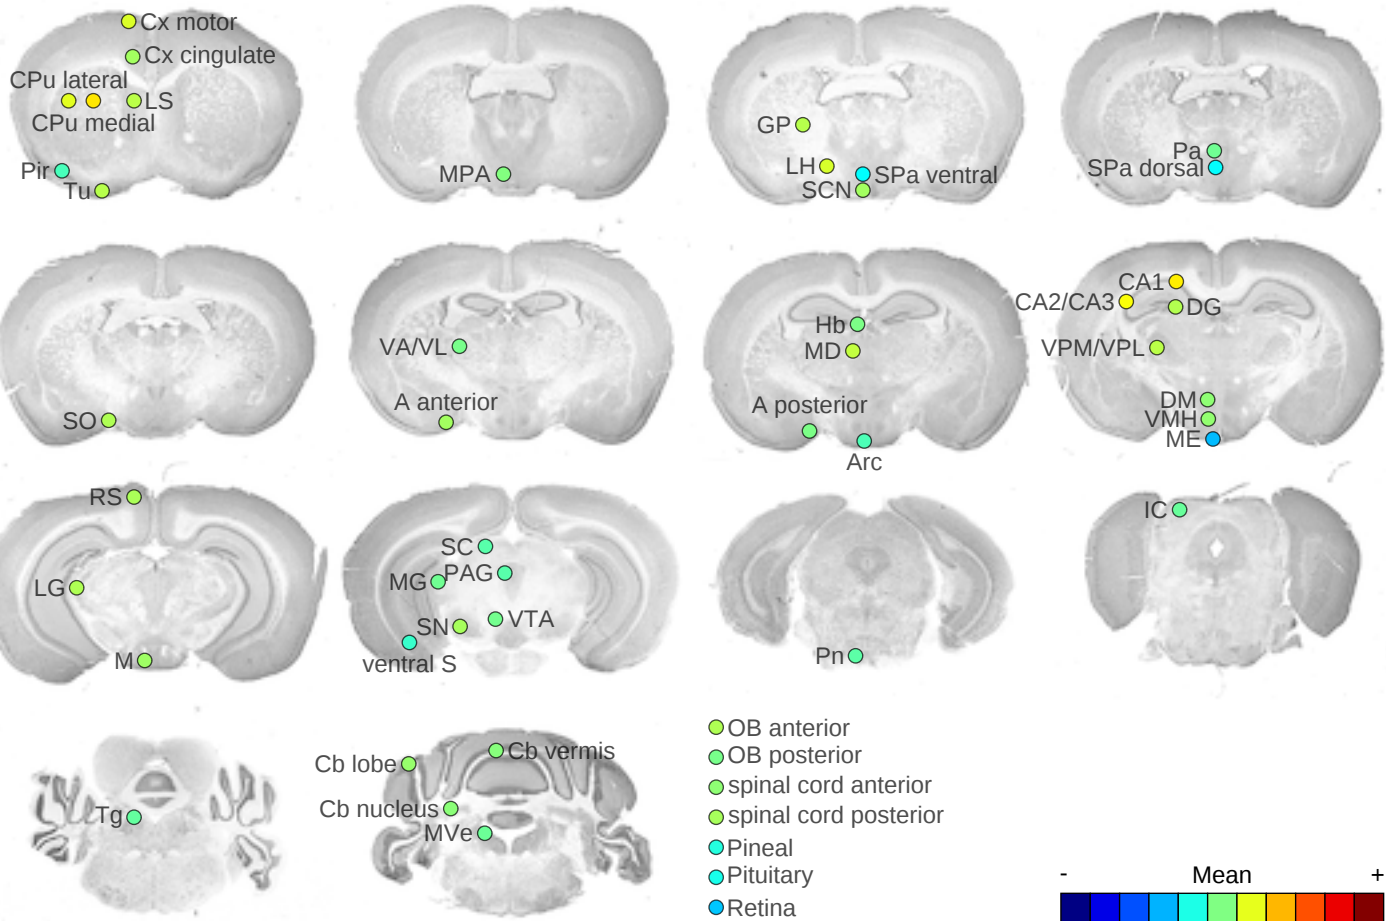 Cx motor
Cx cingulate
CPu lateral
LS
CPu medial
Pir
Tu
MPA
GP
LH
SPa ventral
SCN
Pa
SPa dorsal
SO
VA/VL
A anterior
Hb
MD
A posterior
Arc
CA1
CA2/CA3
DG
VPM/VPL
DM
VMH
ME
RS
LG
M
SC
PAG
MG
VTA
SN
ventral S
Pn
IC
Tg
Cb vermis
Cb lobe
Cb nucleus
MVe
OB anterior
OB posterior
spinal cord anterior
spinal cord posterior
Pineal
Pituitary
Retina
- Mean +